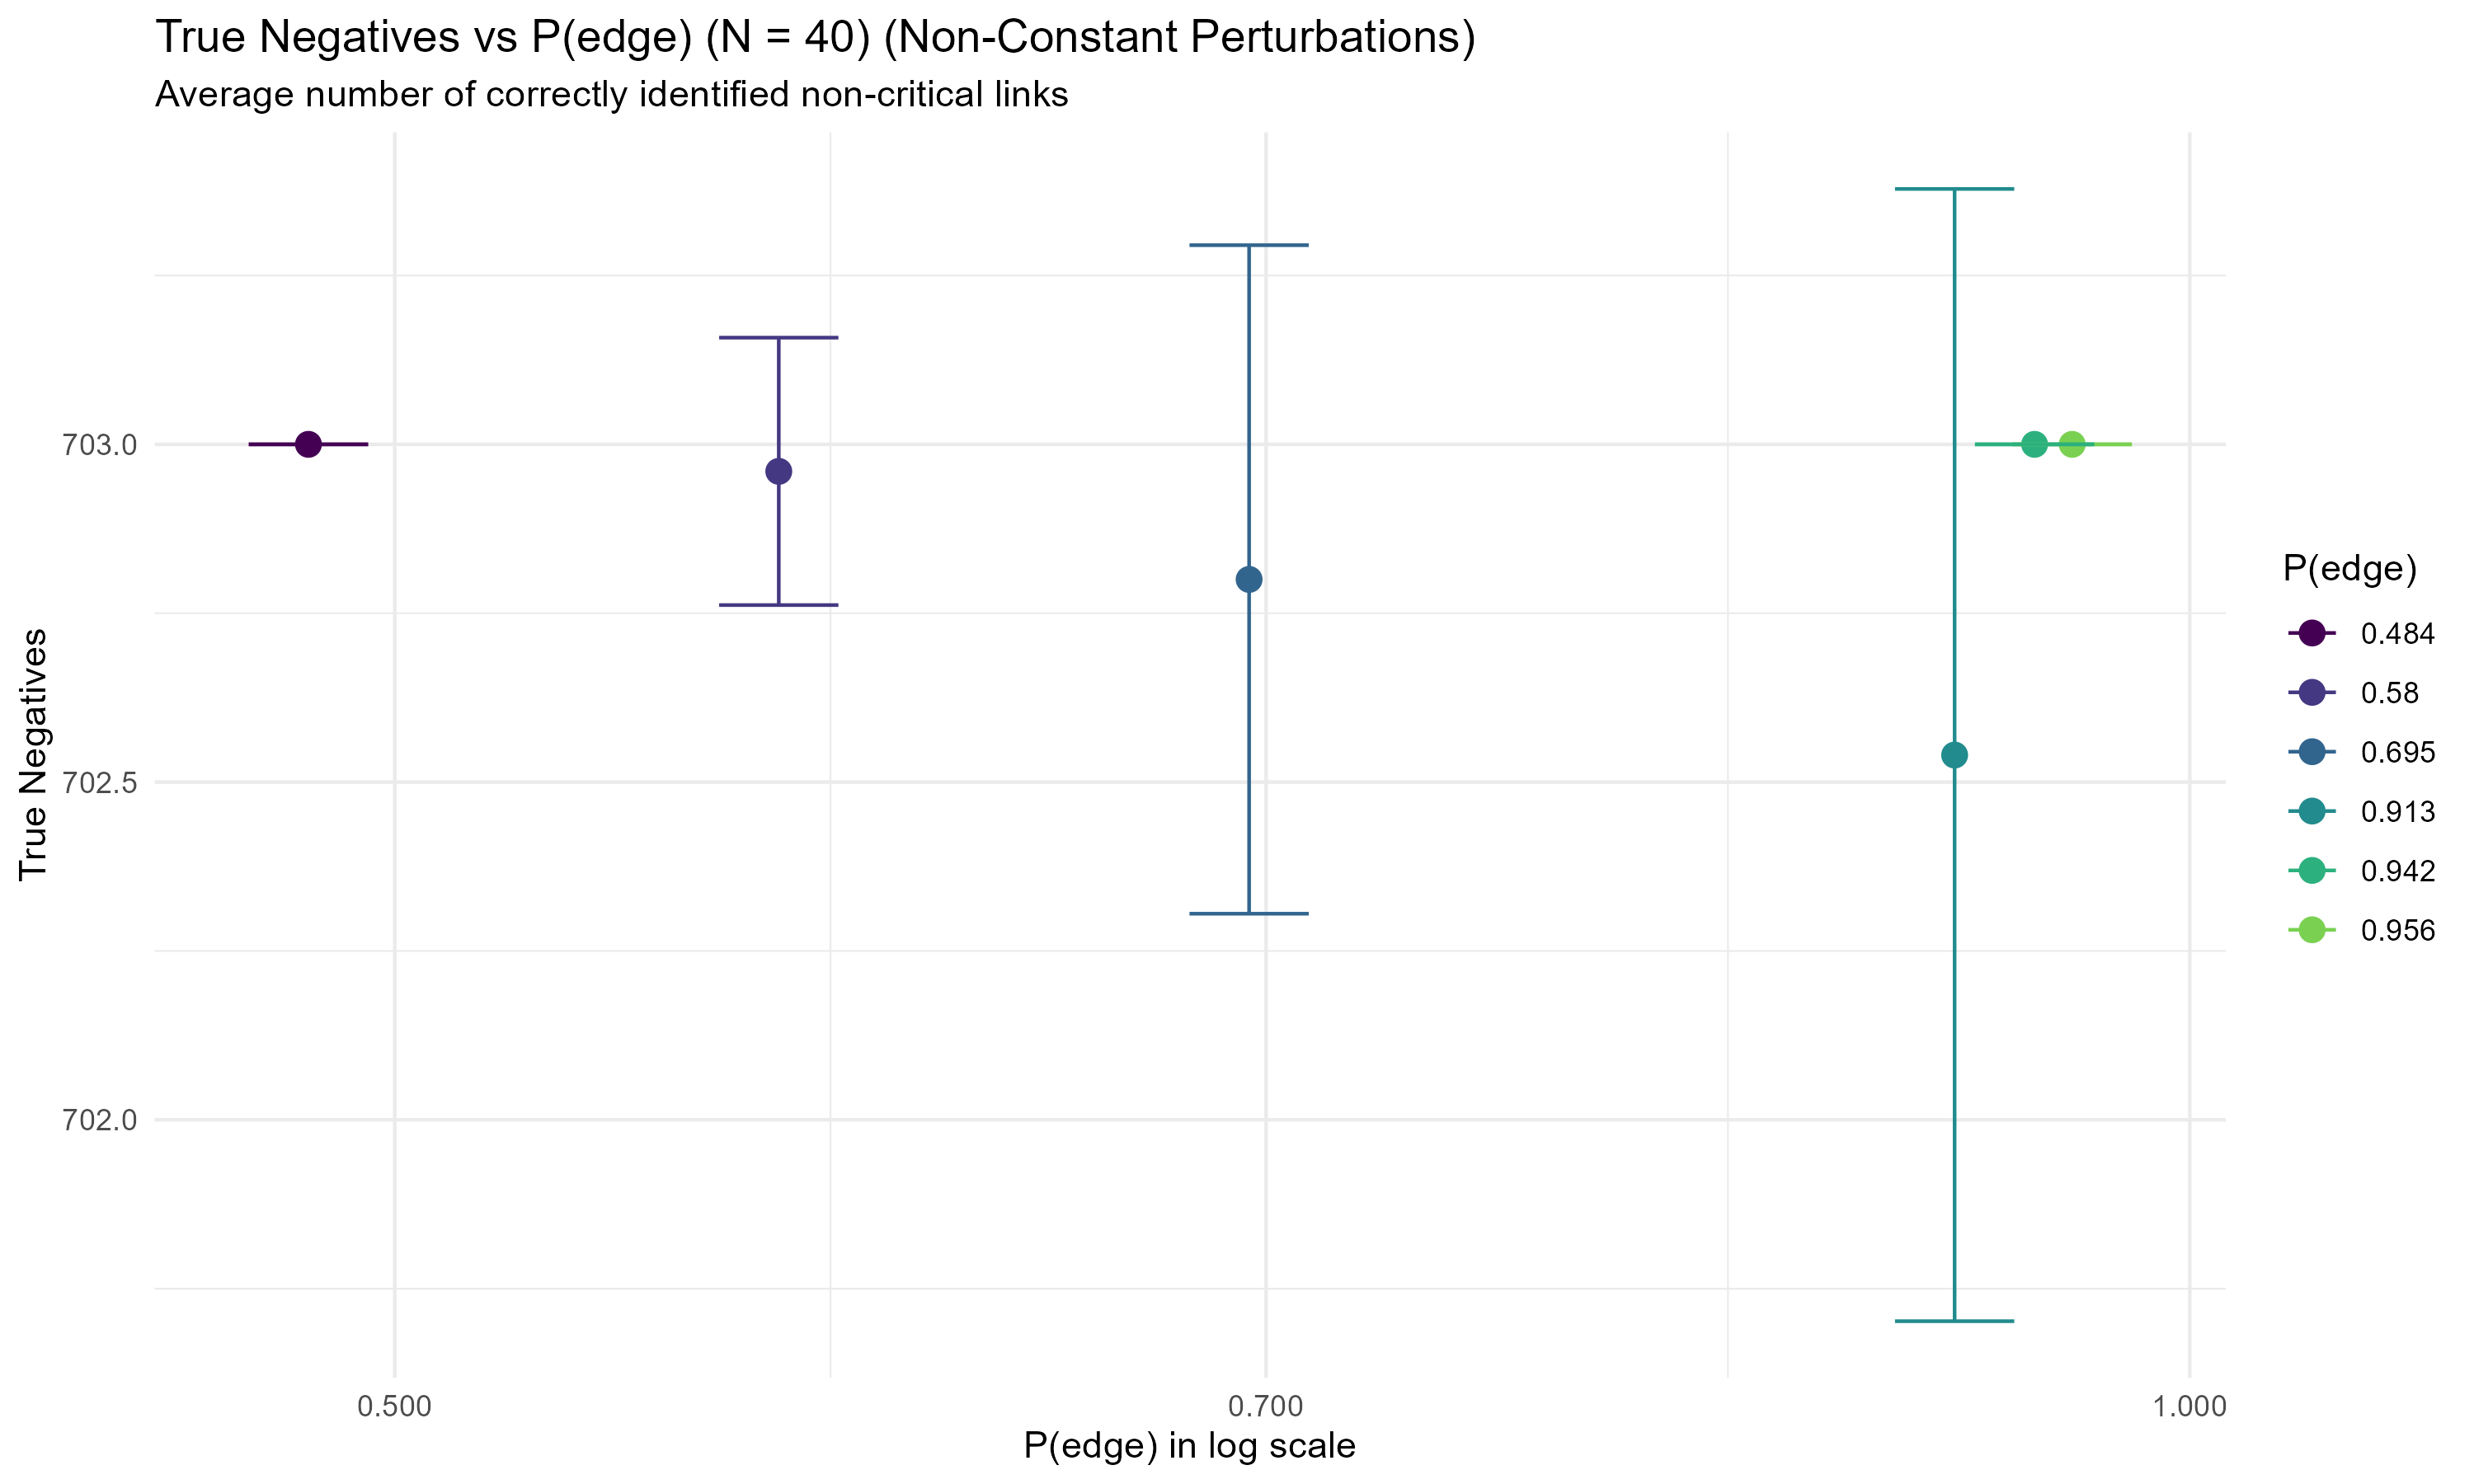 True Negatives vs P(edge) (N = 40) (Non-Constant Perturbations)
Average number of correctly identified non-critical links
True Negatives
703.0
702.5
702.0
0.500
0.700
1.000
P(edge) in log scale
P(edge)
0.484
0.58
0.695
0.913
0.942
0.956